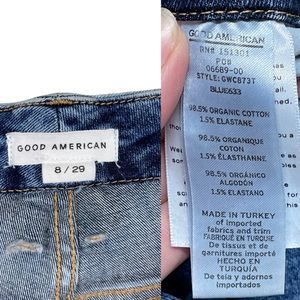 GOOD AMERICAN
8 / 29
GOOD AMERICAN
RN# 151301
PO#
06689-00
STYLE: GWCB73T
BLUE633
98.5% ORGANIC COTTON
1.5% ELASTANE
98.5% ORGANIQUE
COTON
1.5% ELASTHANNE
98.5% ORGÁNICO
ALGODÓN
1.5% ELASTANO
MADE IN TURKEY
of imported
fabrics and trim
FABRIQUÉ EN TURQUIE
De tissus et de
garnitures importés
HECHO EN
TURQUÍA
De tela y adornos
importados